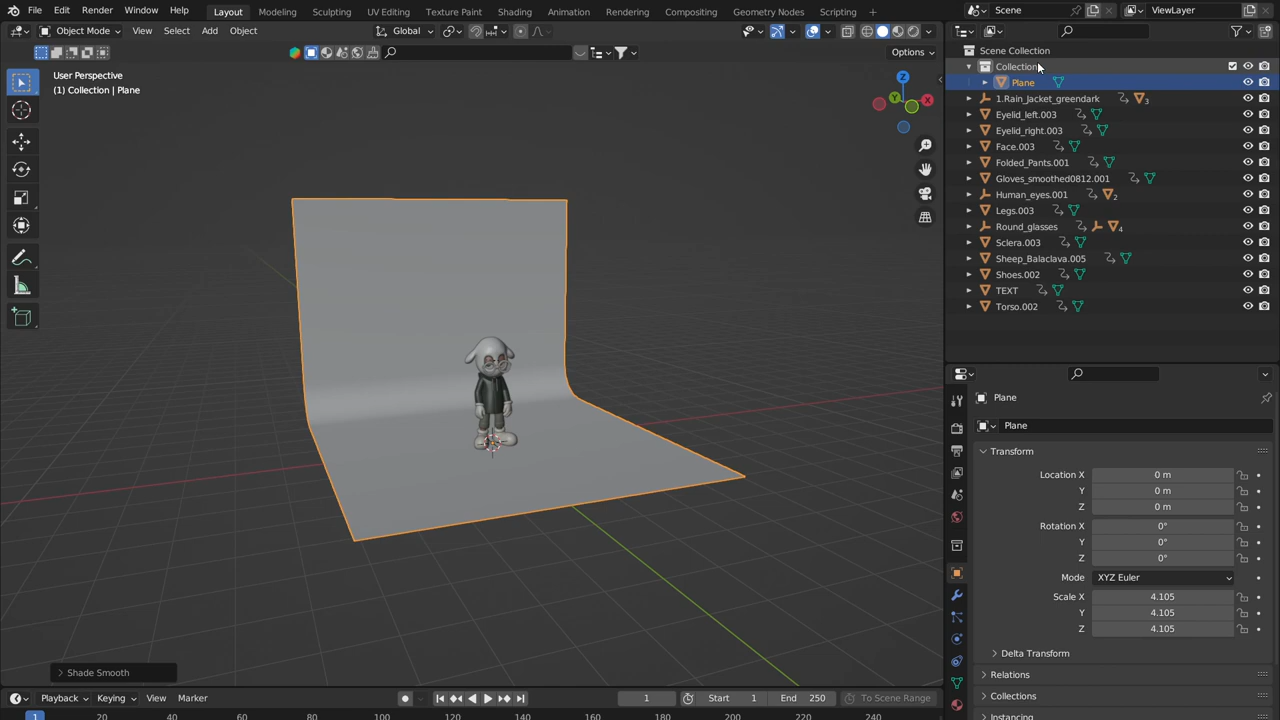 File Edit Render Window Help Layout Modeling Sculpting UV Editing Texture Paint Shading Animation Rendering Compositing Geometry Nodes Scripting Scene ViewLayer
Object Mode View Select Add Object Global
Options
User Perspective
(1) Collection | Plane
Z
Y
X
Shade Smooth
Playback Keying View Marker 1 Start 1 End 250 To Scene Range
1 20 40 60 80 100 120 140 160 180 200 220 240
Scene Collection
Collection
Plane
1.Rain_Jacket_greendark 3
Eyelid_left.003
Eyelid_right.003
Face.003
Folded_Pants.001
Gloves_smoothed0812.001
Human_eyes.001 2
Legs.003
Round_glasses 4
Sclera.003
Sheep_Balaclava.005
Shoes.002
TEXT
Torso.002
Plane
Plane
Transform
Location X 0 m
Y 0 m
Z 0 m
Rotation X 0°
Y 0°
Z 0°
Mode XYZ Euler
Scale X 4.105
Y 4.105
Z 4.105
Delta Transform
Relations
Collections
Instancing